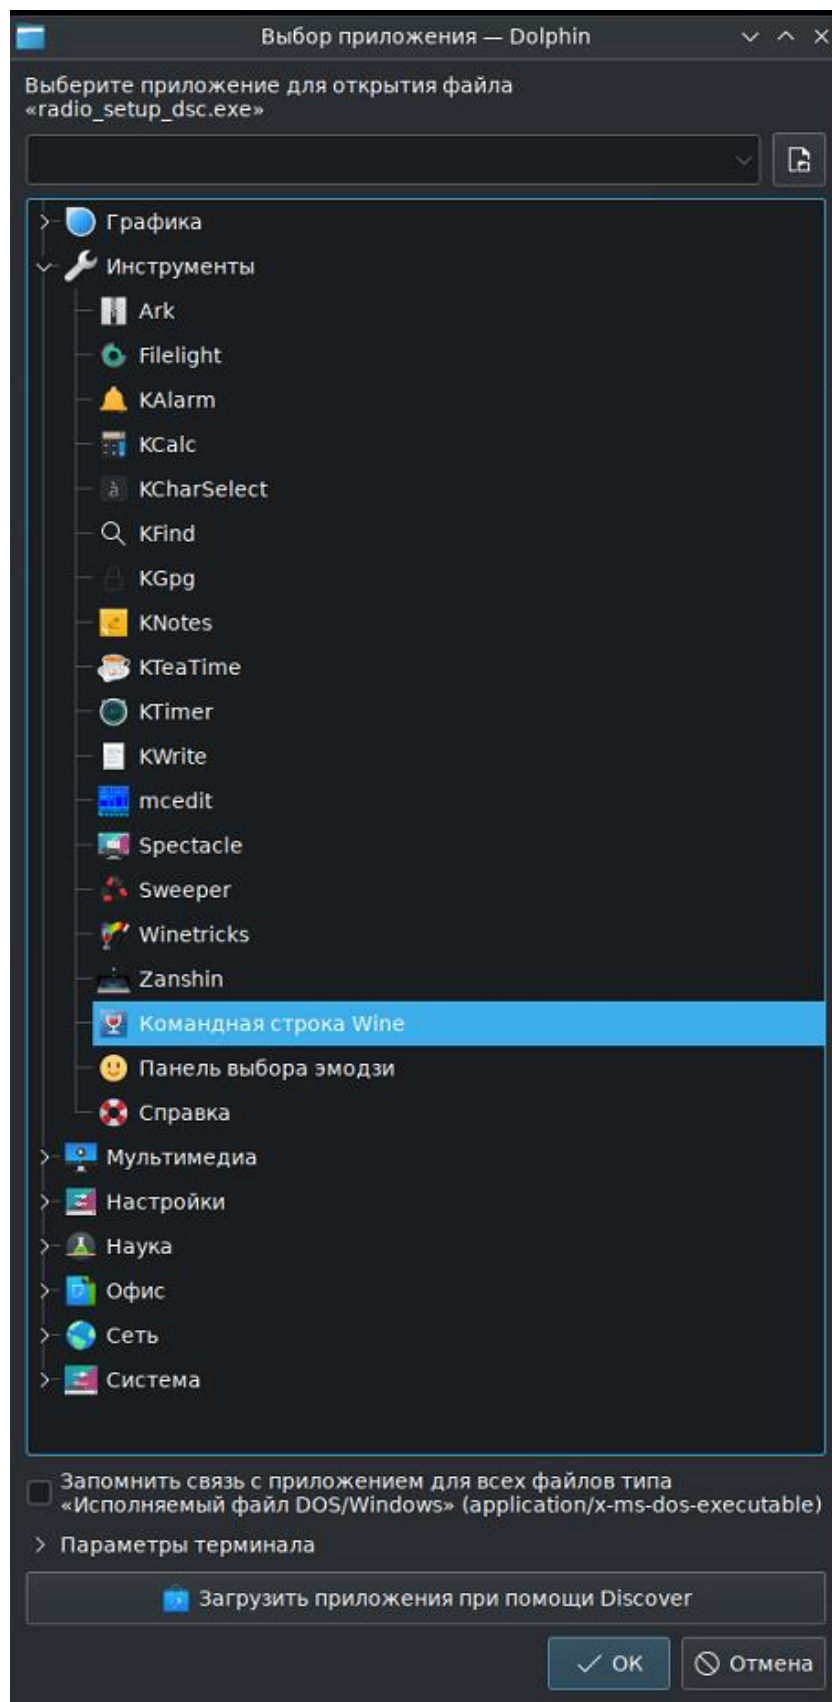 Выбор приложения — Dolphin
Выберите приложение для открытия файла
«radio_setup_dsc.exe»
Графика
Инструменты
Ark
Filelight
KAlarm
KCalc
KCharSelect
KFind
KGpg
KNotes
KTeaTime
KTimer
KWrite
mcedit
Spectacle
Sweeper
Winetricks
Zanshin
Командная строка Wine
Панель выбора эмодзи
Справка
Мультимедиа
Настройки
Наука
Офис
Сеть
Система
Запомнить связь с приложением для всех файлов типа
«Исполняемый файл DOS/Windows» (application/x-ms-dos-executable)
Параметры терминала
Загрузить приложения при помощи Discover
ОК
Отмена